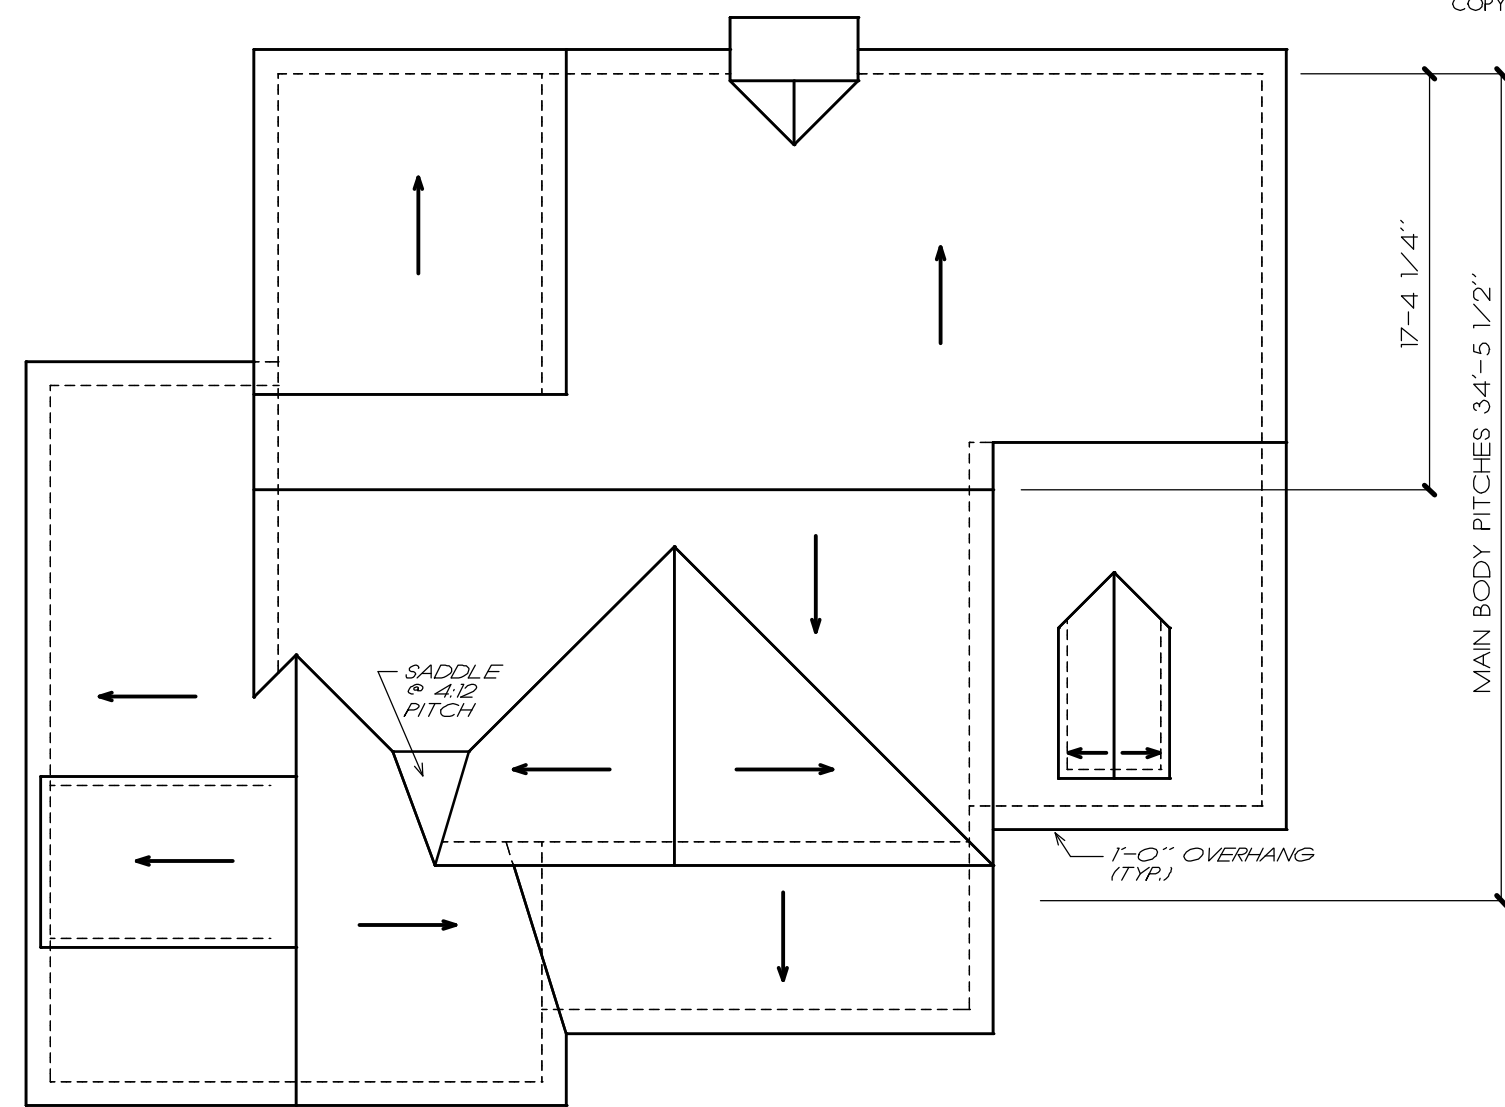 COPY
17-4 1/4"
MAIN BODY PITCHES 34'-5 1/2"
SADDLE
@ 4:12
PITCH
1'-0" OVERHANG
(TYP.)